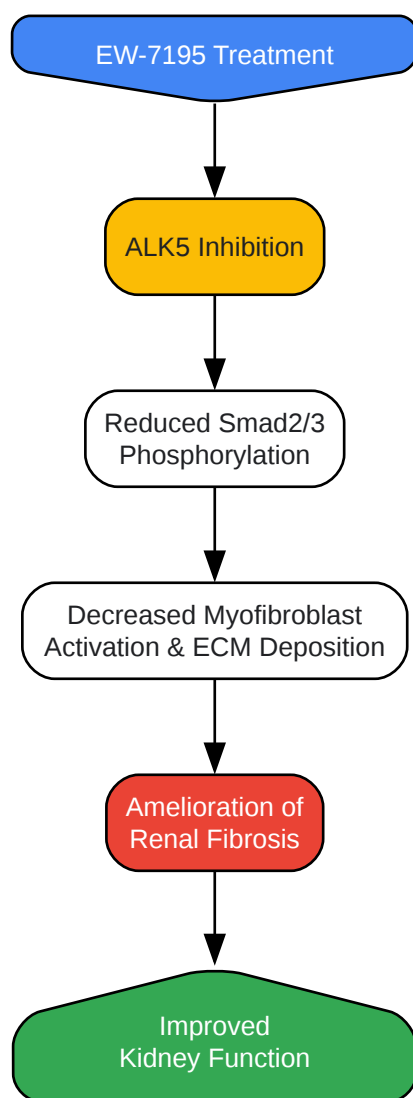 EW-7195 Treatment
ALK5 Inhibition
Reduced Smad2/3
Phosphorylation
Decreased Myofibroblast
Activation & ECM Deposition
Amelioration of
Renal Fibrosis
Improved
Kidney Function